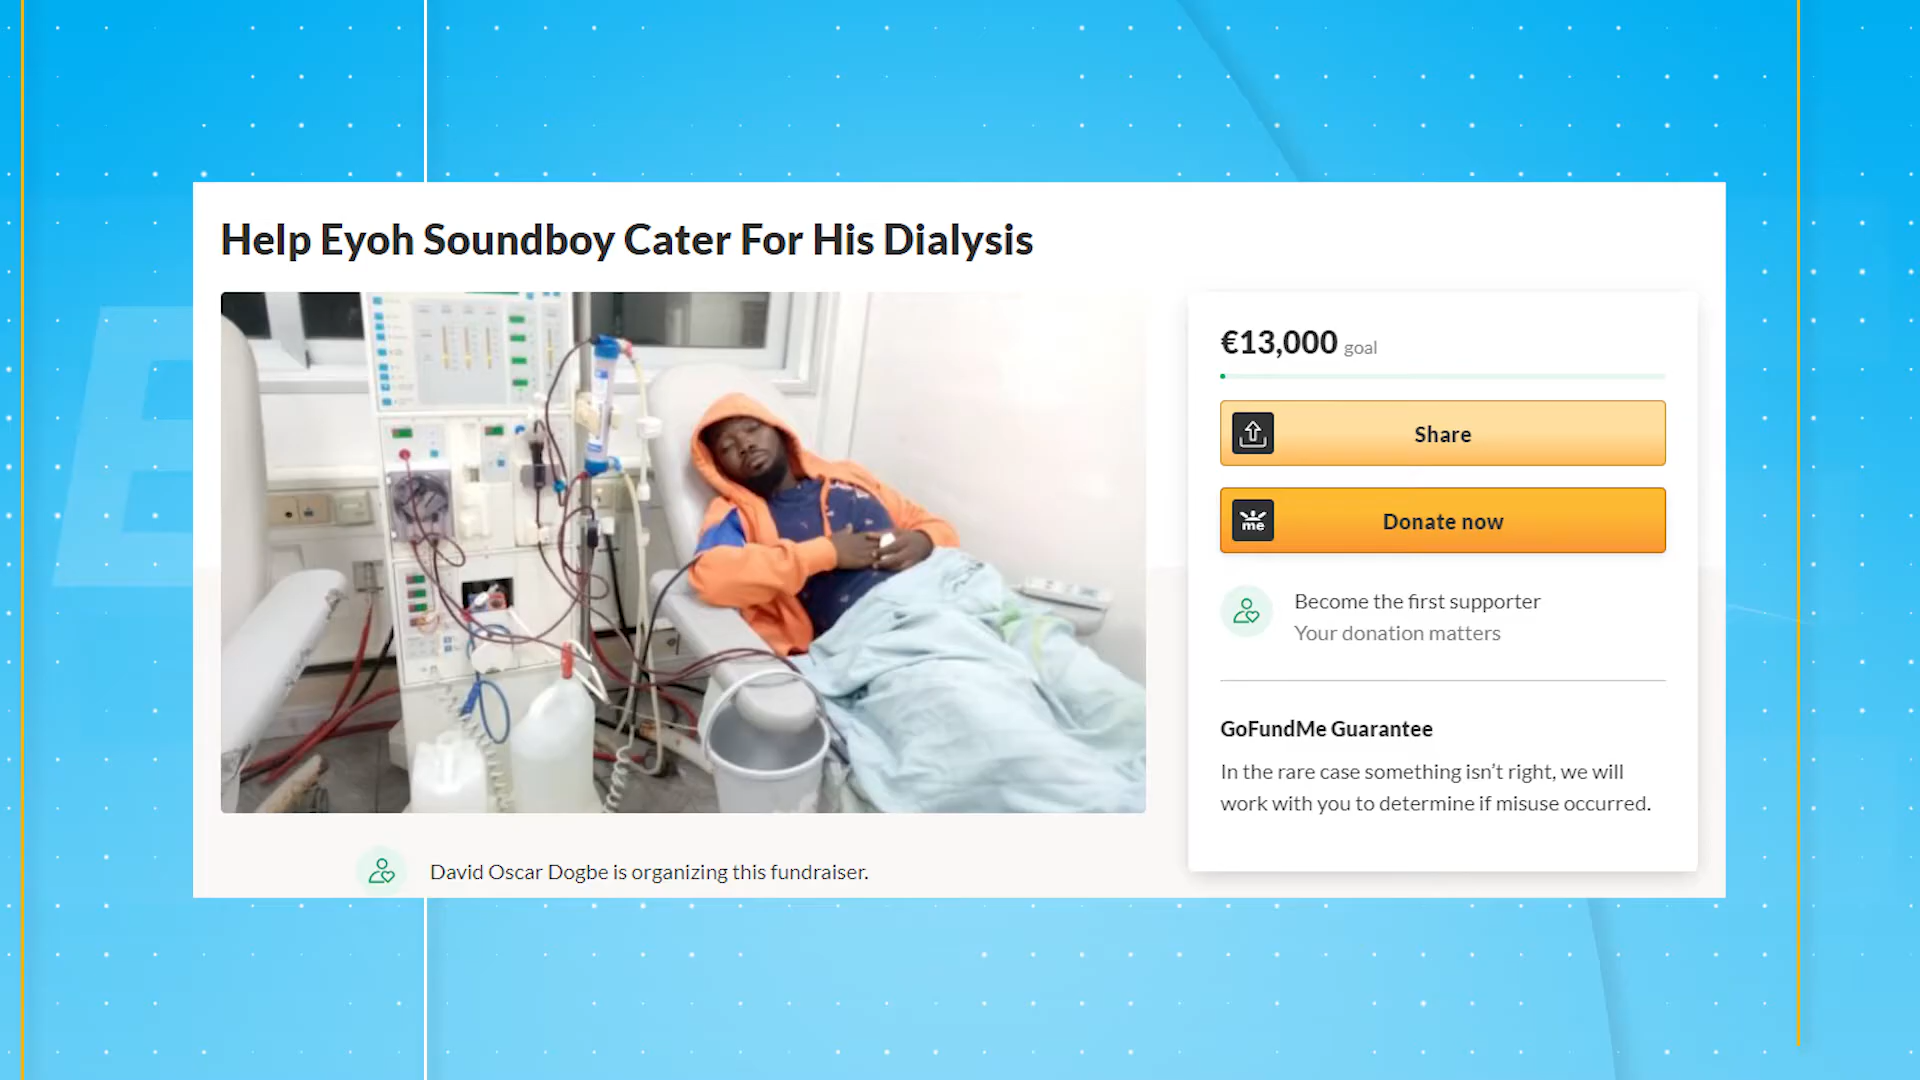 Help Eyoh Soundboy Cater For His Dialysis
€13,000 goal
Share
me
Donate now
Become the first supporter
Your donation matters
GoFundMe Guarantee
In the rare case something isn’t right, we will
work with you to determine if misuse occurred.
David Oscar Dogbe is organizing this fundraiser.